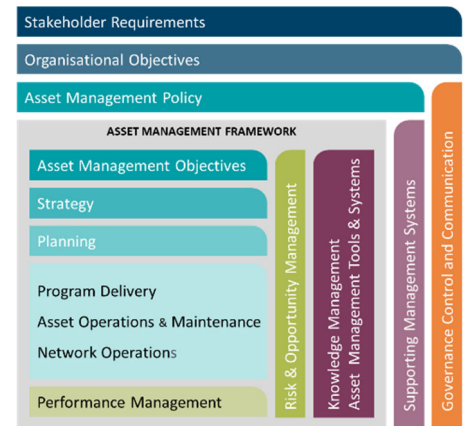 Stakeholder Requirements
Organisational Objectives
Asset Management Policy
ASSET MANAGEMENT FRAMEWORK
Asset Management Objectives
Strategy
Planning
Program Delivery
Asset Operations & Maintenance
Network Operations
Performance Management
Risk & Opportunity Management
Knowledge Management
Asset Management Tools & Systems
Supporting Management Systems
Governance Control and Communication